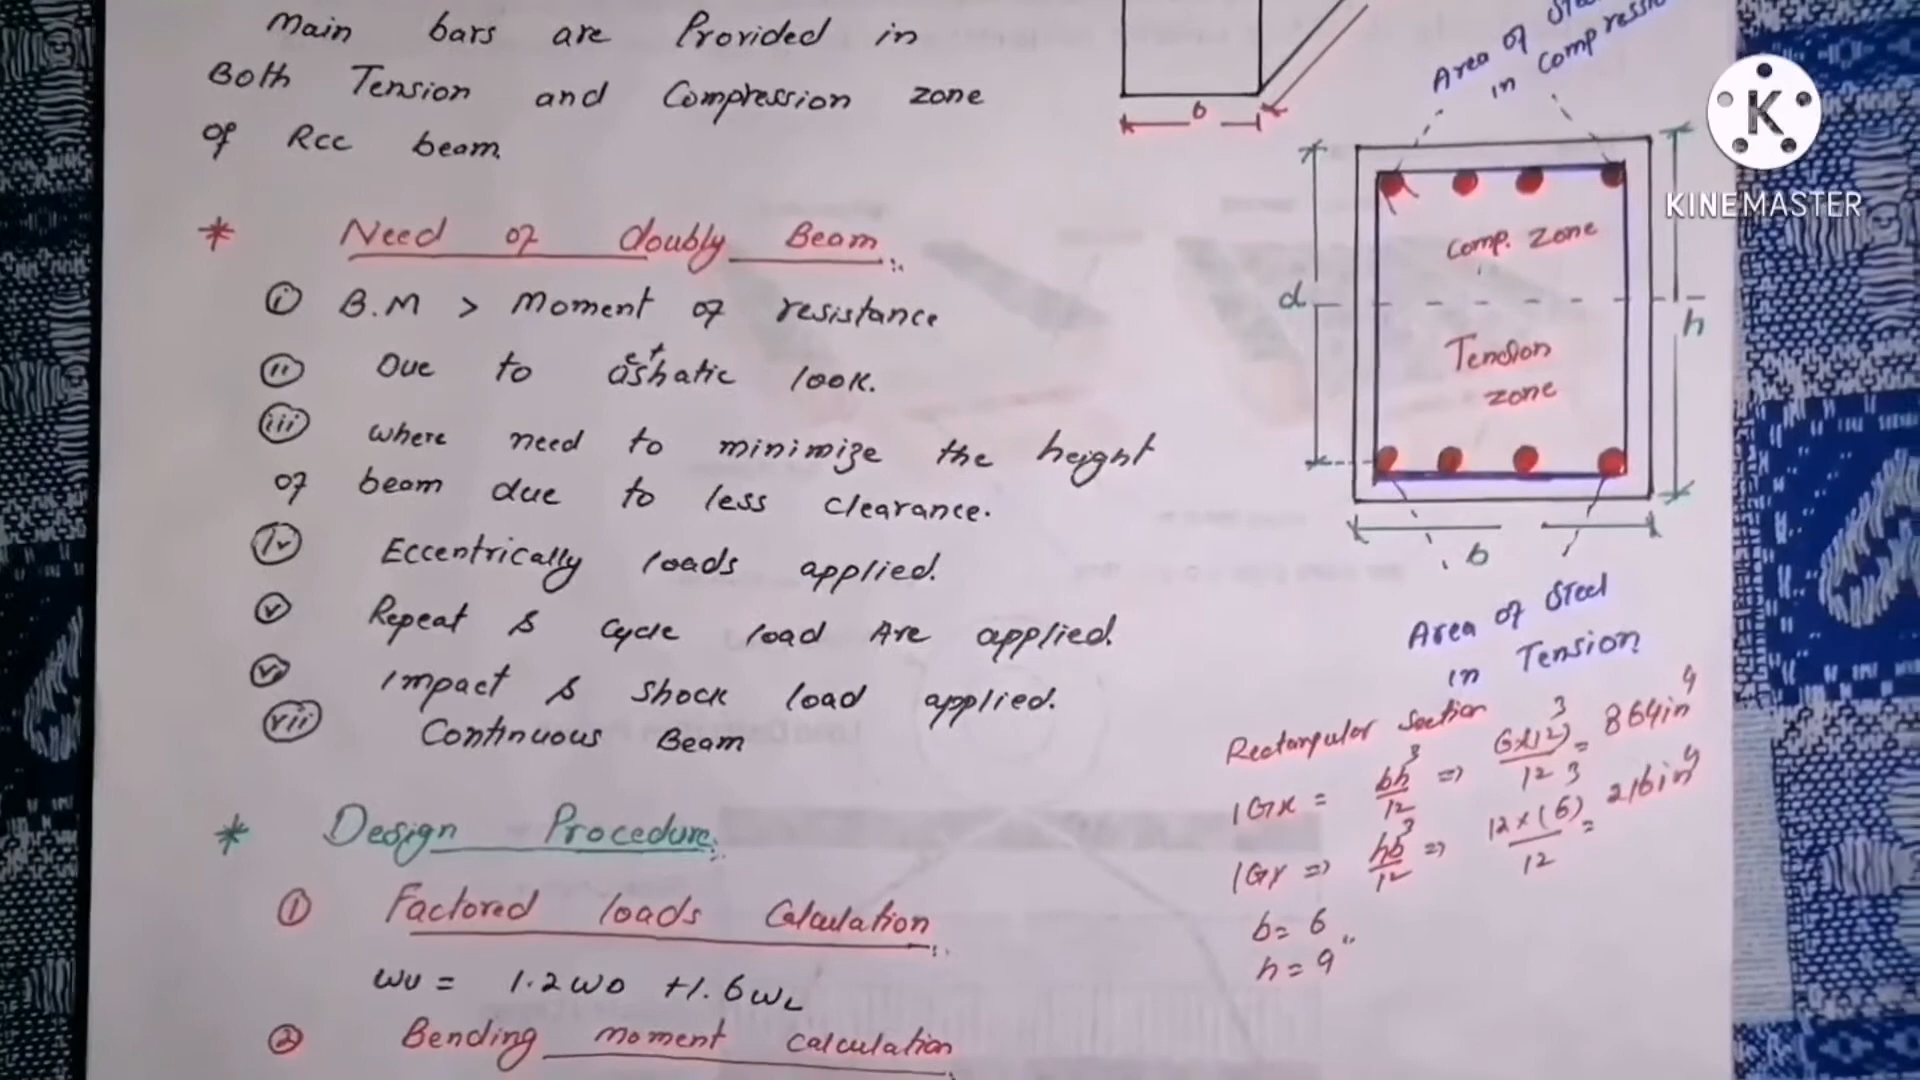 Main bars are Provided in
Both Tension and Compression zone
of Rcc beam.
* Need of doubly Beam
i B.M > Moment of resistance
ii Due to asthatic look.
iii where need to minimize the height
of beam due to less clearance.
iv Eccentrically loads applied.
v Repeat & Cycle load Are applied.
v Impact & Shock load applied.
vii Continuous Beam
* Design Procedure
1 Factored loads Calculation
wu = 1.2wD +1.6wL
2 Bending Moment calculation
b
Area of
in Compression
K
KINEMASTER
Comp. Zone
d
h
Tension
zone
b
Area of Steel
in Tension
Rectangular Section
IGx = bh³/12 => 6x(12)³/12 = 864in⁴
IGy => hb³/12 => 12x(6)³/12 = 216in⁴
b= 6
h= 9"